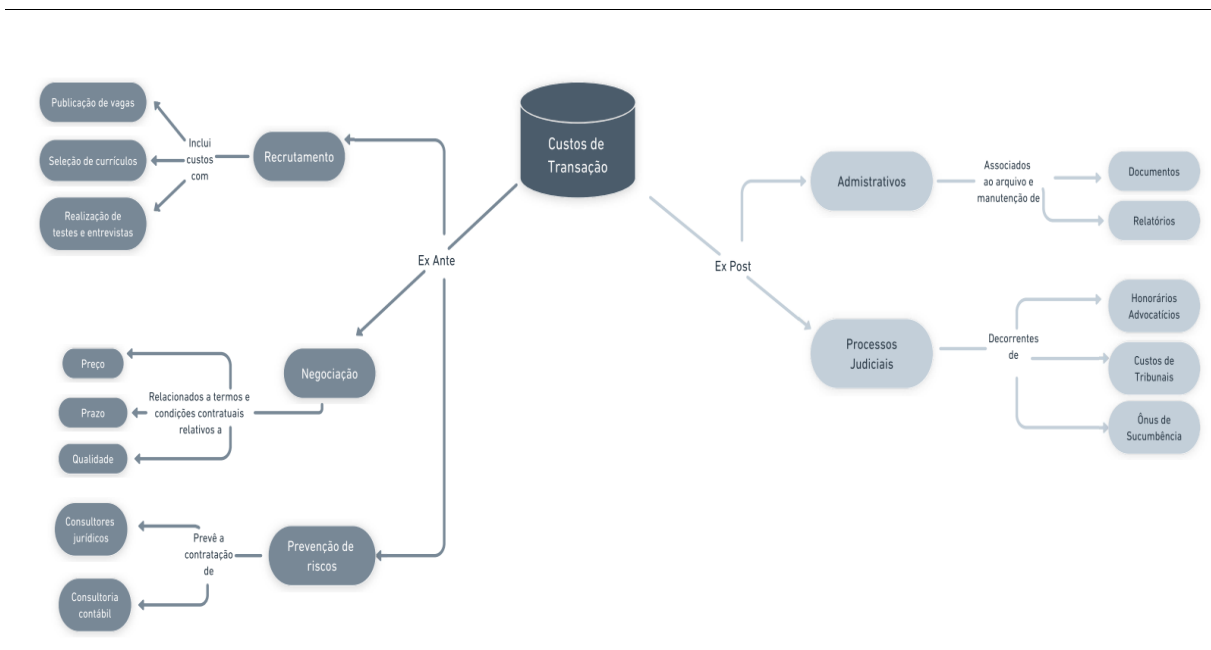 Custos de
Transação
Ex Ante
Recrutamento
Inclui
custos
com
Publicação de vagas
Seleção de currículos
Realização de
testes e entrevistas
Negociação
Relacionados a termos e
condições contratuais
relativos a
Preço
Prazo
Qualidade
Prevenção de
riscos
Prevê a
contratação
de
Consultores
jurídicos
Consultoria
contábil
Ex Post
Admistrativos
Associados
ao arquivo e
manutenção de
Documentos
Relatórios
Processos
Judiciais
Decorrentes
de
Honorários
Advocatícios
Custos de
Tribunais
Ônus de
Sucumbência